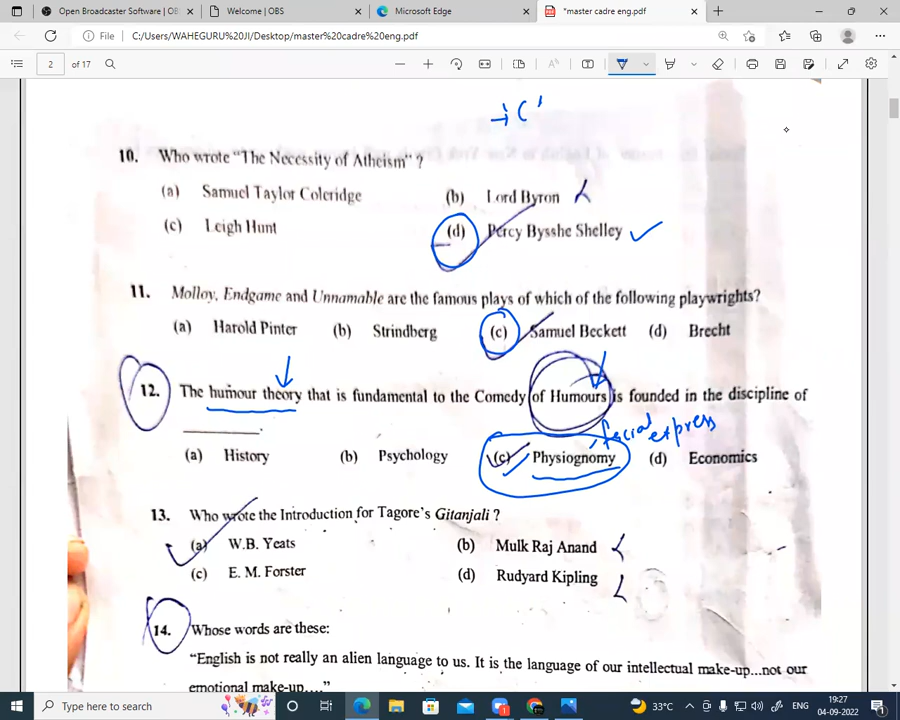 Open Broadcaster Software | OBS
Welcome | OBS
Microsoft Edge
*master cadre eng.pdf
File
C:/Users/WAHEGURU%20JI/Desktop/master%20cadre%20eng.pdf
2 of 17
→ C'
10. Who wrote "The Necessity of Atheism" ?
(a) Samuel Taylor Coleridge
(b) Lord Byron
(c) Leigh Hunt
(d) Percy Bysshe Shelley
11. Molloy, Endgame and Unnamable are the famous plays of which of the following playwrights?
(a) Harold Pinter (b) Strindberg (c) Samuel Beckett (d) Brecht
12. The humour theory that is fundamental to the Comedy of Humours is founded in the discipline of
____________.
facial express
(a) History (b) Psychology (c) Physiognomy (d) Economics
13. Who wrote the Introduction for Tagore's Gitanjali ?
(a) W.B. Yeats (b) Mulk Raj Anand
(c) E. M. Forster (d) Rudyard Kipling
14. Whose words are these:
"English is not really an alien language to us. It is the language of our intellectual make-up...not our
emotional make-up...."
Type here to search
33°C
19:27
04-09-2022